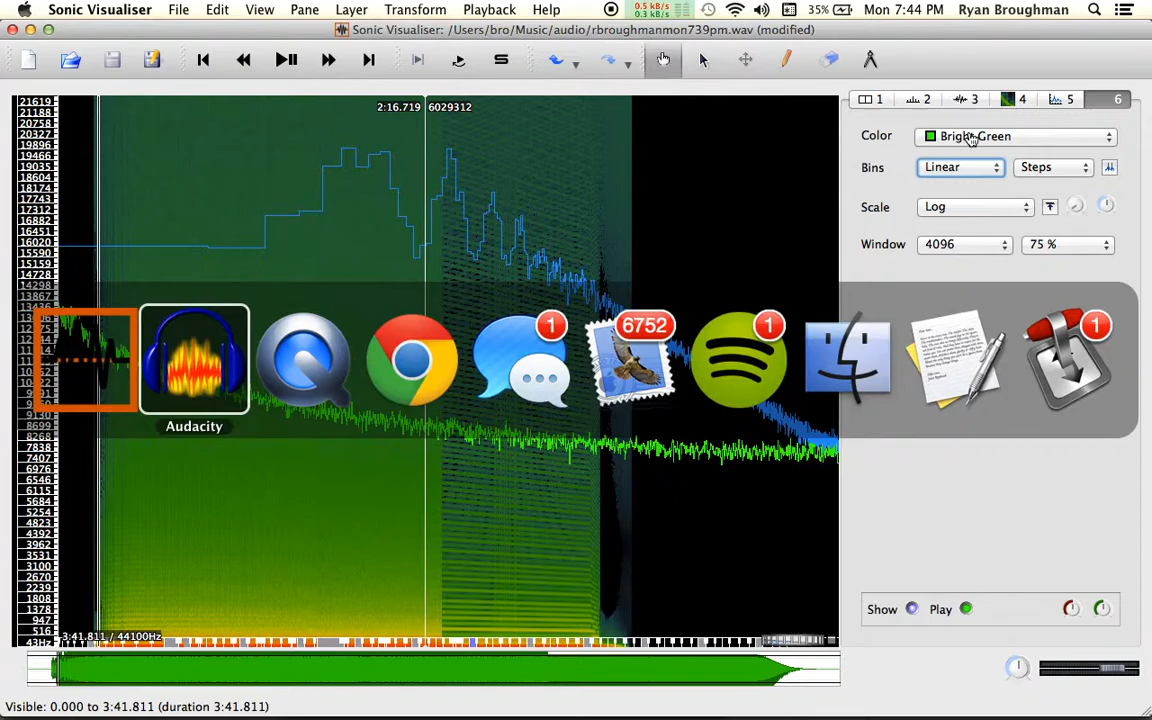 Sonic Visualiser File Edit View Pane Layer Transform Playback Help
0.5 kB/s
0.3 kB/s
35% Mon 7:44 PM Ryan Broughman
Sonic Visualiser: /Users/bro/Music/audio/rbroughmanmon739pm.wav (modified)
1 2 3 4 5 6
21619
21188
20758
20327
19896
19466
19035
18604
18174
17743
17312
16882
16451
16020
15590
15159
14728
14298
13867
2:16.719 6029312
Color Bright Green
Bins Linear Steps
Scale Log
Window 4096 75 %
1 6752 1 1
Audacity
9130
8699
8268
7838
7407
6976
6546
6115
5684
5254
4823
4392
3962
3531
3100
2670
2239
1808
1378
947
516
43Hz
3:41.811 / 44100Hz
Show Play
Visible: 0.000 to 3:41.811 (duration 3:41.811)